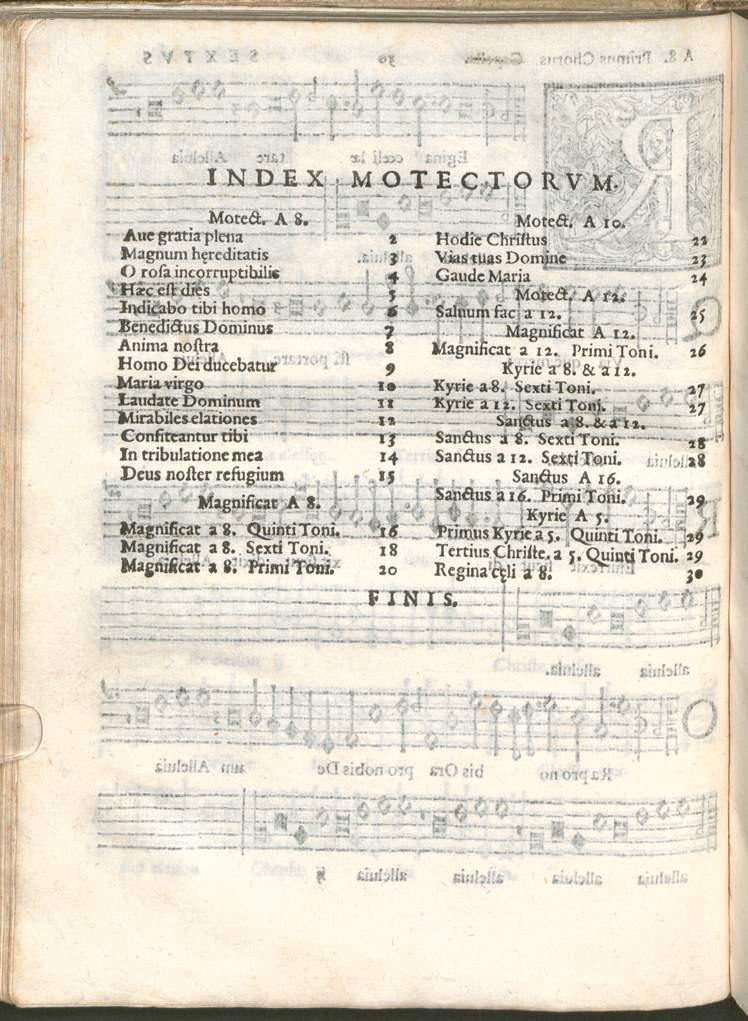 INDEX MOTECTORVM.
Motect. A 8.
Aue gratia plena 2
Magnum hęreditatis 3
O rosa incorruptibilis 4
Hæc est dies 5
Indicabo tibi homo 6
Benedictus Dominus 7
Anima nostra 8
Homo Dei ducebatur 9
Maria virgo 10
Laudate Dominum 11
Mirabiles elationes 12
Confiteantur tibi 13
In tribulatione mea 14
Deus noster refugium 15
Magnificat A 8.
Magnificat a 8. Quinti Toni. 16
Magnificat a 8. Sexti Toni. 18
Magnificat a 8. Primi Toni. 20
Motect. A 10.
Hodie Christus 22
Vias tuas Domine 23
Gaude Maria 24
Motect. A 12.
Saluum fac a 12. 25
Magnificat A 12.
Magnificat a 12. Primi Toni. 26
Kyrie a 8. & a 12.
Kyrie a 8. Sexti Toni. 27
Kyrie a 12. Sexti Toni. 27
Sanctus a 8. & a 12.
Sanctus a 8. Sexti Toni. 28
Sanctus a 12. Sexti Toni. 28
Sanctus A 16.
Sanctus a 16. Primi Toni. 29
Kyrie A 5.
Primus Kyrie a 5. Quinti Toni. 29
Tertius Christe. a 5. Quinti Toni. 29
Regina cęli a 8. 30
FINIS.